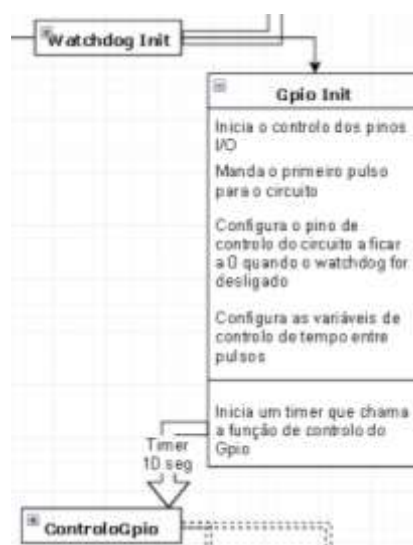 Watchdog Init
Gpio Init
Inicia o controlo dos pinos
I/O
Manda o primeiro pulso
para o circuito
Configura o pino de
controlo do circuito a ficar
a 0 quando o watchdog for
desligado
Configura as variáveis de
controlo de tempo entre
pulsos
Inicia um timer que chama
a função de controlo do
Gpio
Timer
10 seg
ControloGpio